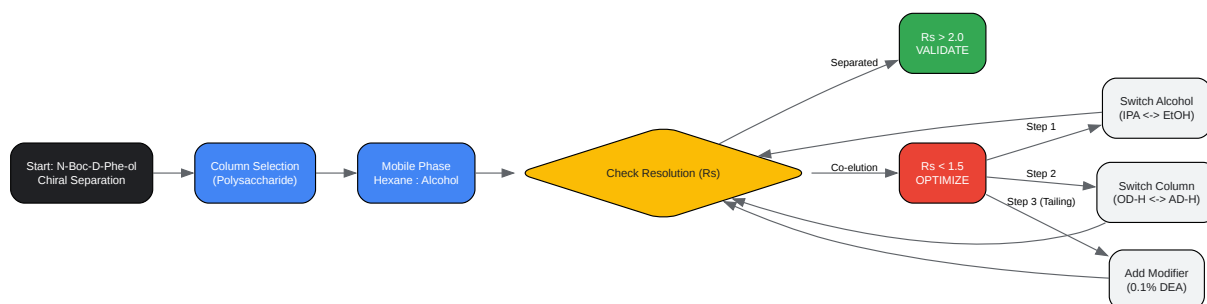 Start: N-Boc-D-Phe-ol
Chiral Separation
Column Selection
(Polysaccharide)
Mobile Phase
Hexane : Alcohol
Check Resolution (Rs)
Separated
Rs > 2.0
VALIDATE
Co-elution
Rs < 1.5
OPTIMIZE
Step 1
Switch Alcohol
(IPA <-> EtOH)
Step 2
Switch Column
(OD-H <-> AD-H)
Step 3 (Tailing)
Add Modifier
(0.1% DEA)